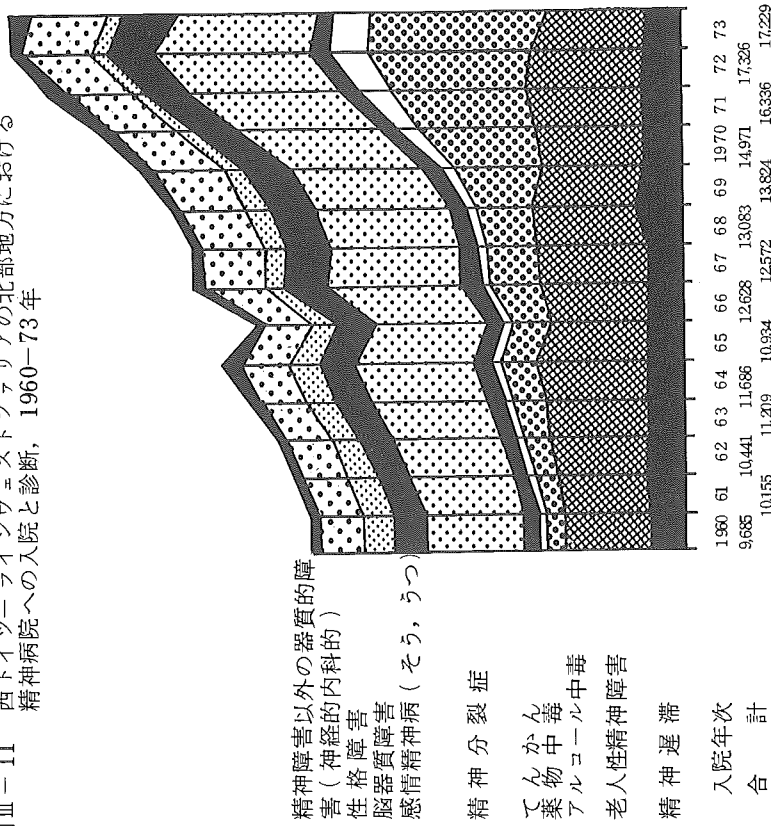 III-11 西ドイツーラインヴェストファリアの北部地方における
精神病院への入院と診断, 1960-73年
精神障害以外の器質的障
害(神経的内科的)
性格障害
脳器質障害
感情精神病(そう, うつ)
精神分裂症
てんかん
薬物中毒
アルコール中毒
老人性精神障害
精神遅滞
入院年次 1960 61 62 63 64 65 66 67 68 69 1970 71 72 73
合計 9,685 10,155 10,441 11,209 11,686 10,934 12,628 12,572 13,083 13,824 14,971 16,336 17,326 17,229